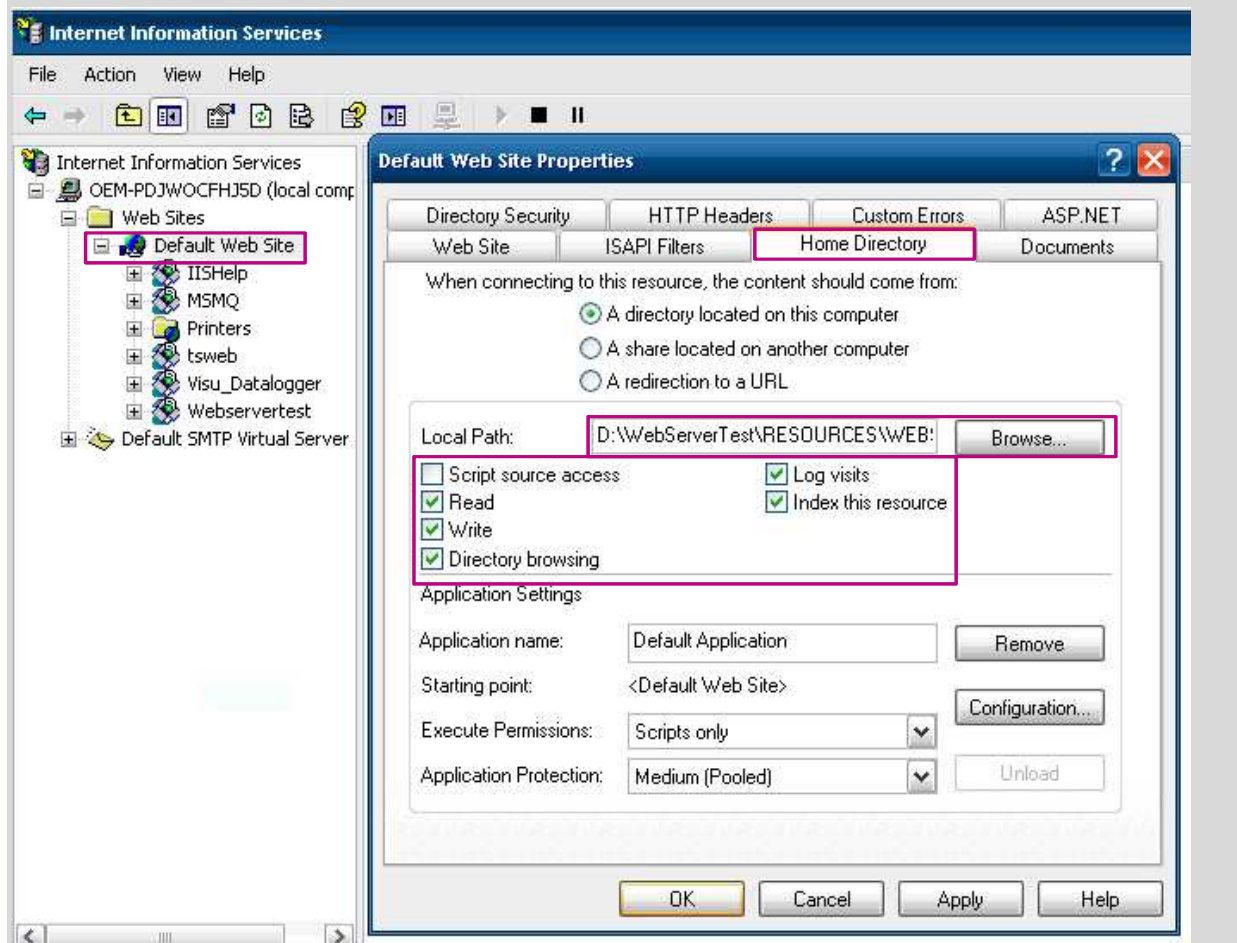 Internet Information Services
File Action View Help
Internet Information Services
OEM-PDJWOCFHJ5D (local comp
Web Sites
Default Web Site
IISHelp
MSMQ
Printers
tsweb
Visu_Datalogger
Webservertest
Default SMTP Virtual Server
Default Web Site Properties
Directory Security HTTP Headers Custom Errors ASP.NET
Web Site ISAPI Filters Home Directory Documents
When connecting to this resource, the content should come from:
A directory located on this computer
A share located on another computer
A redirection to a URL
Local Path: D:\WebServerTest\RESOURCES\WEB: Browse...
Script source access Log visits
Read Index this resource
Write
Directory browsing
Application Settings
Application name: Default Application Remove
Starting point: <Default Web Site>
Configuration...
Execute Permissions: Scripts only
Application Protection: Medium (Pooled) Unload
OK Cancel Apply Help